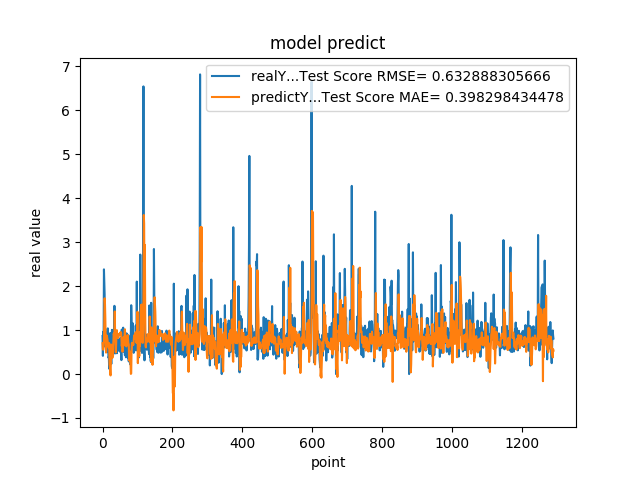 model predict
realY...Test Score RMSE= 0.632888305666
predictY...Test Score MAE= 0.398298434478
real value
7
6
5
4
3
2
1
0
−1
0 200 400 600 800 1000 1200
point